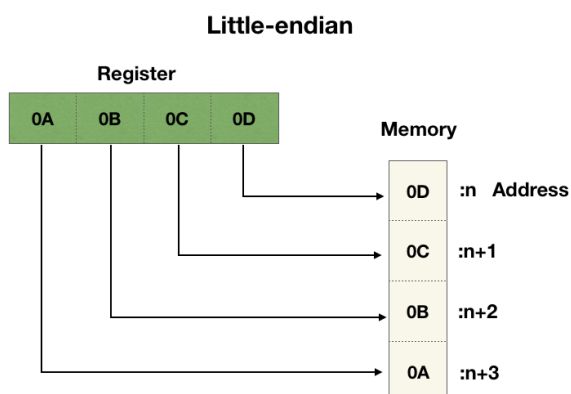 Little-endian
Register
0A 0B 0C 0D
Memory
0D :n Address
0C :n+1
0B :n+2
0A :n+3